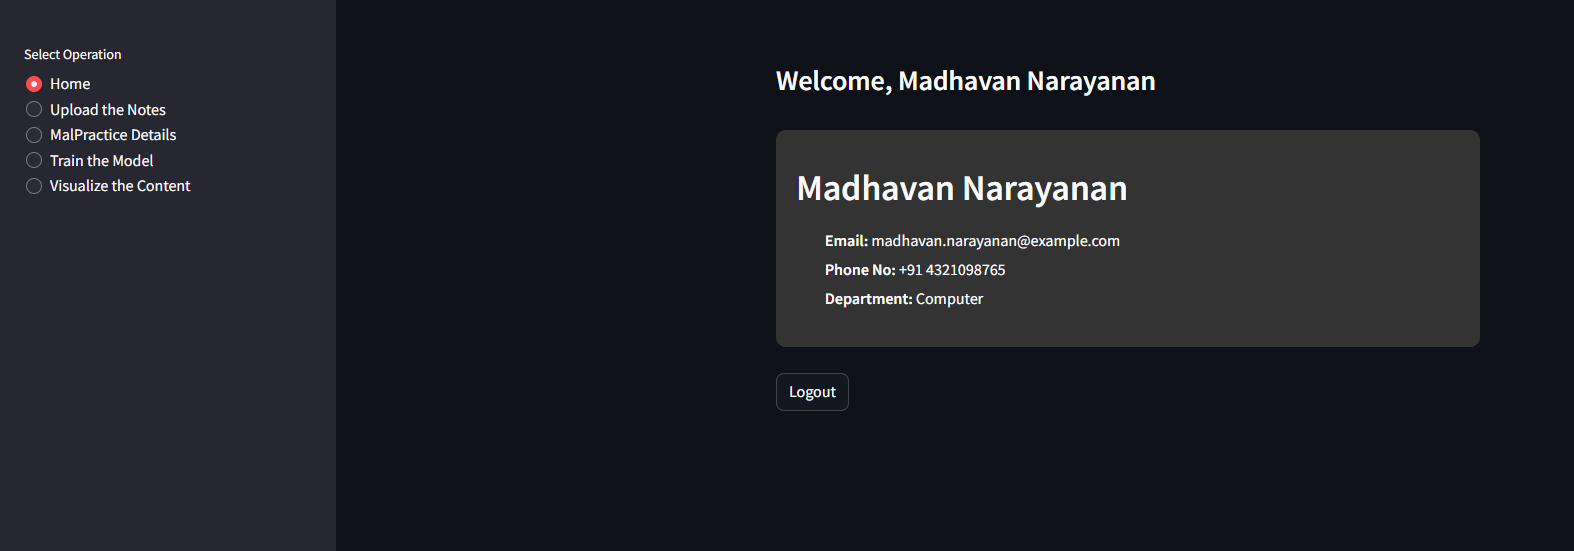 Select Operation
Home
Upload the Notes
MalPractice Details
Train the Model
Visualize the Content
Welcome, Madhavan Narayanan
Madhavan Narayanan
Email: madhavan.narayanan@example.com
Phone No: +91 4321098765
Department: Computer
Logout